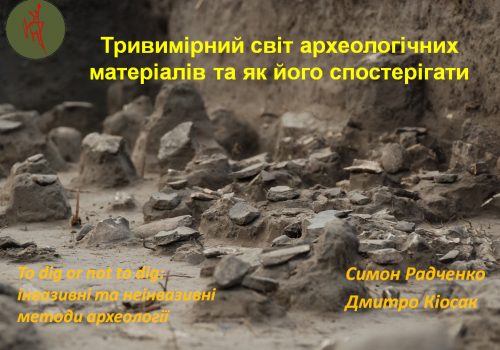 Тривимірний світ археологічних
матеріалів та як його спостерігати
To dig or not to dig:
інвазивні та неінвазивні
методи археології
Симон Радченко
Дмитро Кіосак